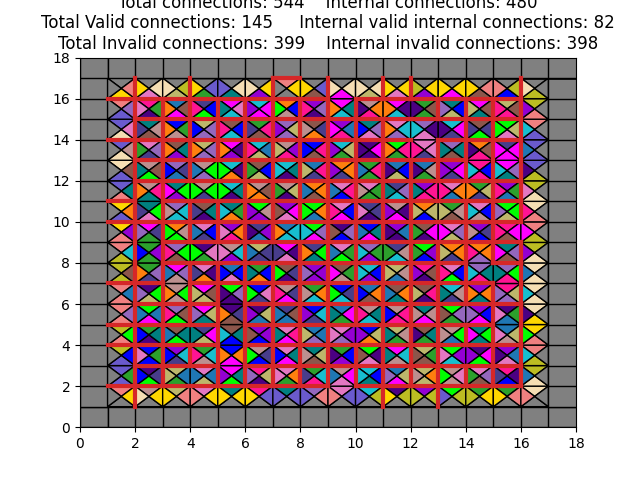 Total connections: 544    Internal connections: 480
Total Valid connections: 145    Internal valid internal connections: 82
Total Invalid connections: 399    Internal invalid connections: 398
18
16
14
12
10
8
6
4
2
0
0 2 4 6 8 10 12 14 16 18